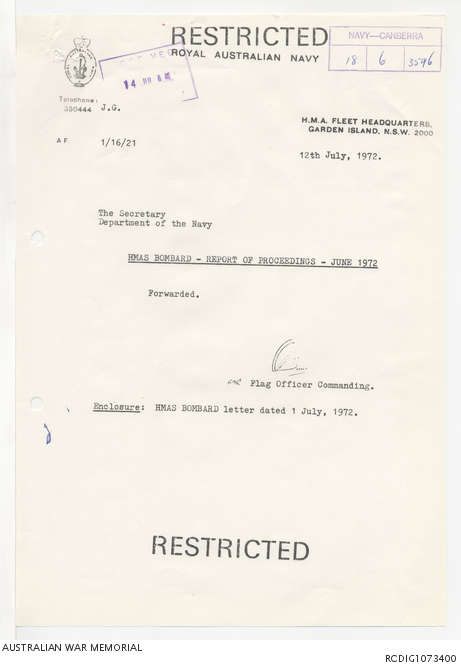 RESTRICTED
ROYAL AUSTRALIAN NAVY
NAVY—CANBERRA
18 6 3596
14
Telephone:
350444 J.G.
H.M.A. FLEET HEADQUARTERS,
GARDEN ISLAND, N.S.W. 2000
AF 1/16/21
12th July, 1972.
The Secretary
Department of the Navy
HMAS BOMBARD - REPORT OF PROCEEDINGS - JUNE 1972
Forwarded.
Flag Officer Commanding.
Enclosure: HMAS BOMBARD letter dated 1 July, 1972.
RESTRICTED
AUSTRALIAN WAR MEMORIAL
RCDIG1073400